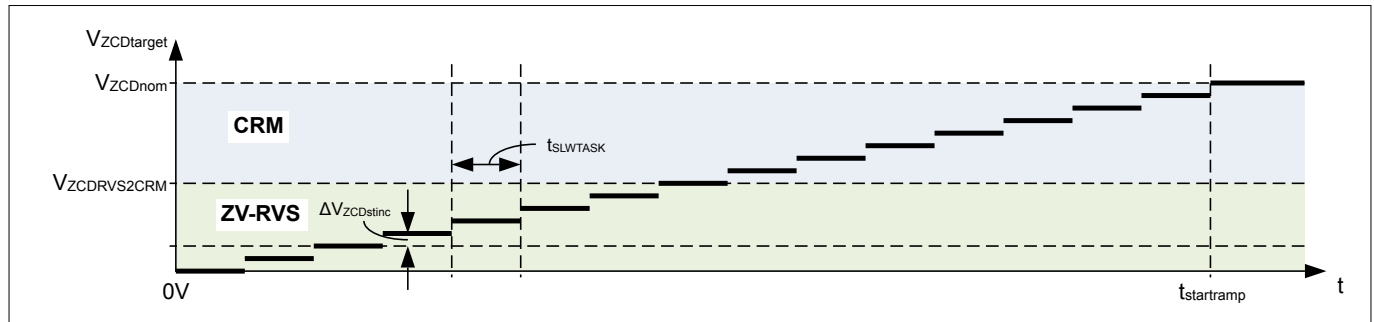 VZCDtarget
VZCDnom
CRM
tSLWTASK
VZCDRVS2CRM
ZV-RVS
ΔVZCDstinc
0V
tstartramp
t